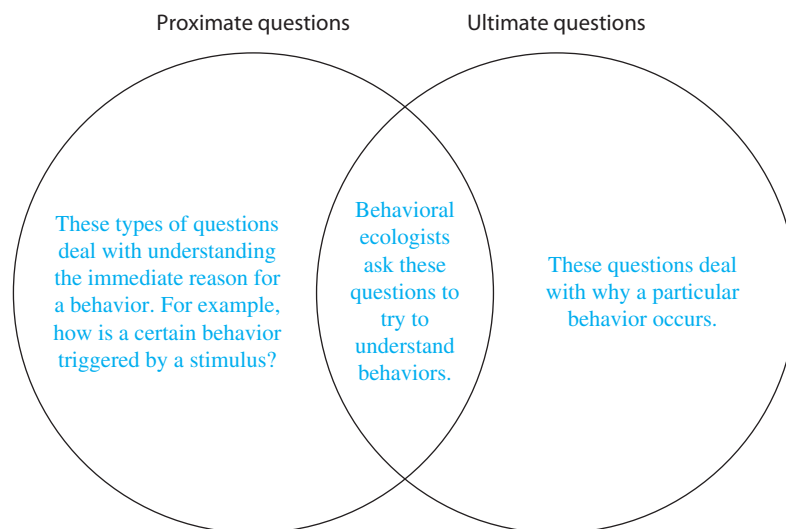 Proximate questions
Ultimate questions
These types of questions
deal with understanding
the immediate reason for
a behavior. For example,
how is a certain behavior
triggered by a stimulus?
Behavioral
ecologists
ask these
questions to
try to
understand
behaviors.
These questions deal
with why a particular
behavior occurs.